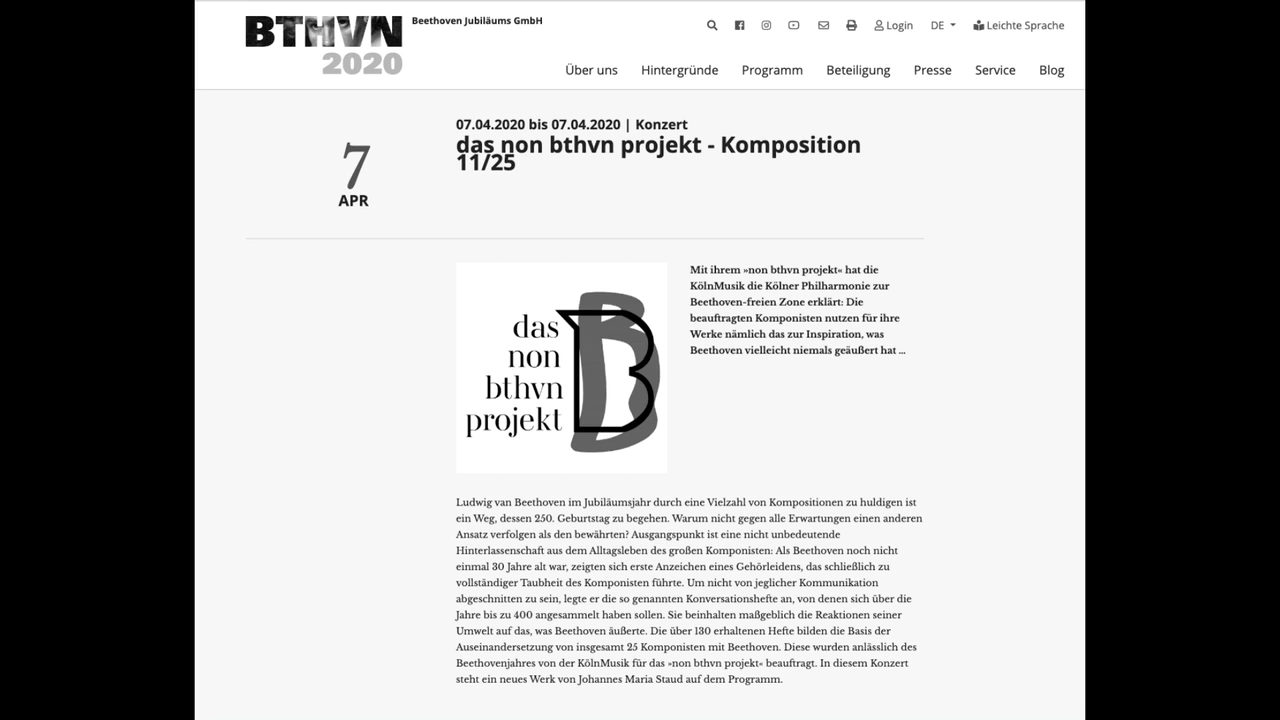 BTHVN
2020
Beethoven Jubiläums GmbH
Login
DE
Leichte Sprache
Über uns
Hintergründe
Programm
Beteiligung
Presse
Service
Blog
7
APR
07.04.2020 bis 07.04.2020 | Konzert
das non bthvn projekt - Komposition
11/25
das
non
bthvn
projekt
B
Mit ihrem »non bthvn projekt« hat die
KölnMusik die Kölner Philharmonie zur
Beethoven-freien Zone erklärt: Die
beauftragten Komponisten nutzen für ihre
Werke nämlich das zur Inspiration, was
Beethoven vielleicht niemals geäußert hat ...
Ludwig van Beethoven im Jubiläumsjahr durch eine Vielzahl von Kompositionen zu huldigen ist
ein Weg, dessen 250. Geburtstag zu begehen. Warum nicht gegen alle Erwartungen einen anderen
Ansatz verfolgen als den bewährten? Ausgangspunkt ist eine nicht unbedeutende
Hinterlassenschaft aus dem Alltagsleben des großen Komponisten: Als Beethoven noch nicht
einmal 30 Jahre alt war, zeigten sich erste Anzeichen eines Gehörleidens, das schließlich zu
vollständiger Taubheit des Komponisten führte. Um nicht von jeglicher Kommunikation
abgeschnitten zu sein, legte er die so genannten Konversationshefte an, von denen sich über die
Jahre bis zu 400 angesammelt haben sollen. Sie beinhalten maßgeblich die Reaktionen seiner
Umwelt auf das, was Beethoven äußerte. Die über 130 erhaltenen Hefte bilden die Basis der
Auseinandersetzung von insgesamt 25 Komponisten mit Beethoven. Diese wurden anlässlich des
Beethovenjahres von der KölnMusik für das »non bthvn projekt« beauftragt. In diesem Konzert
steht ein neues Werk von Johannes Maria Staud auf dem Programm.